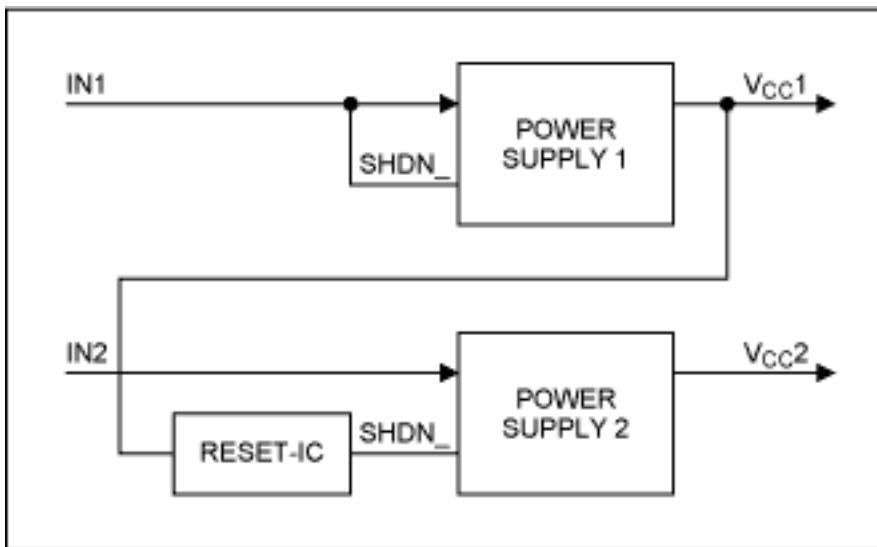 IN1
POWER
SUPPLY 1
VCC1
SHDN_
IN2
POWER
SUPPLY 2
VCC2
RESET-IC
SHDN_